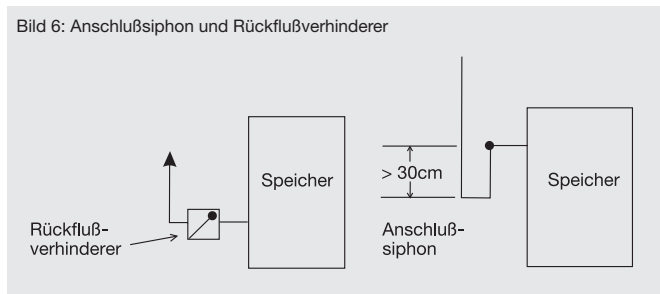 Bild 6: Anschlußsiphon und Rückflußverhinderer
Speicher
Rückfluß-
verhinderer
> 30cm
Anschluß-
siphon
Speicher